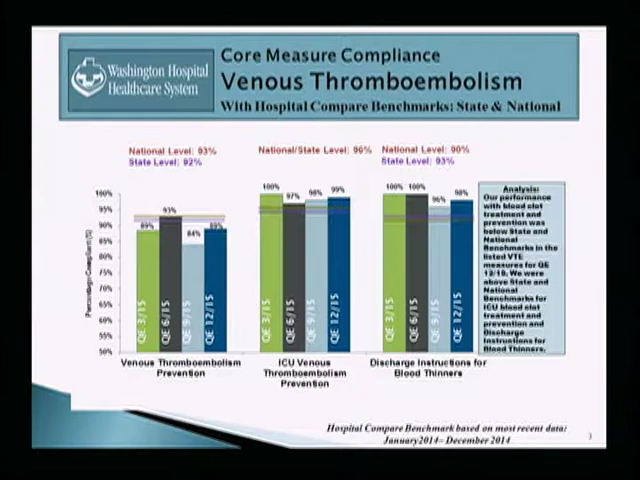 Washington Hospital
Healthcare System
Core Measure Compliance
Venous Thromboembolism
With Hospital Compare Benchmarks: State & National
National Level: 93%
State Level: 92%
National/State Level: 96%
National Level: 90%
State Level: 93%
Percentage Compliant(%)
100%
95%
90%
85%
80%
75%
70%
65%
60%
55%
50%
89%
93%
84%
89%
100%
97%
98%
99%
100%
100%
96%
98%
QE 3/15
QE 6/15
QE 9/15
QE 12/15
QE 3/15
QE 6/15
QE 9/15
QE 12/15
QE 3/15
QE 6/15
QE 9/15
QE 12/15
Venous Thromboembolism
Prevention
ICU Venous
Thromboembolism
Prevention
Discharge Instructions for
Blood Thinners
Analysis:
Our performance
with blood clot
treatment and
prevention was
below State and
National
Benchmarks in the
listed VTE
measures for QE
12/15. We were
above State and
National
Benchmarks for
ICU blood clot
treatment and
prevention and
Discharge
Instructions for
Blood Thinners.
Hospital Compare Benchmark based on most recent data:
January2014– December 2014
3